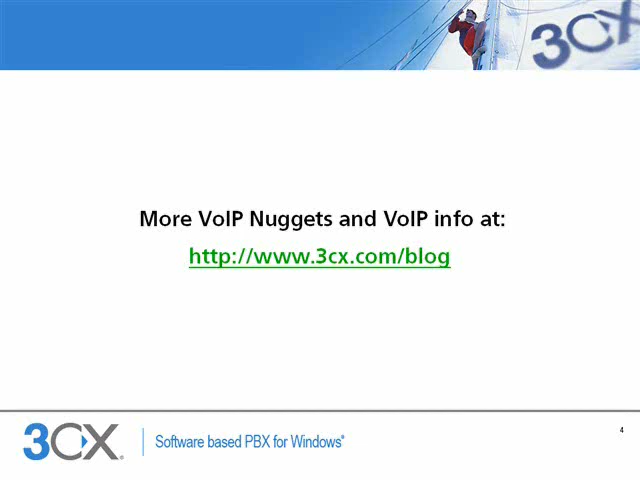 3CX
More VoIP Nuggets and VoIP info at:
http://www.3cx.com/blog
4
3CX®
Software based PBX for Windows®